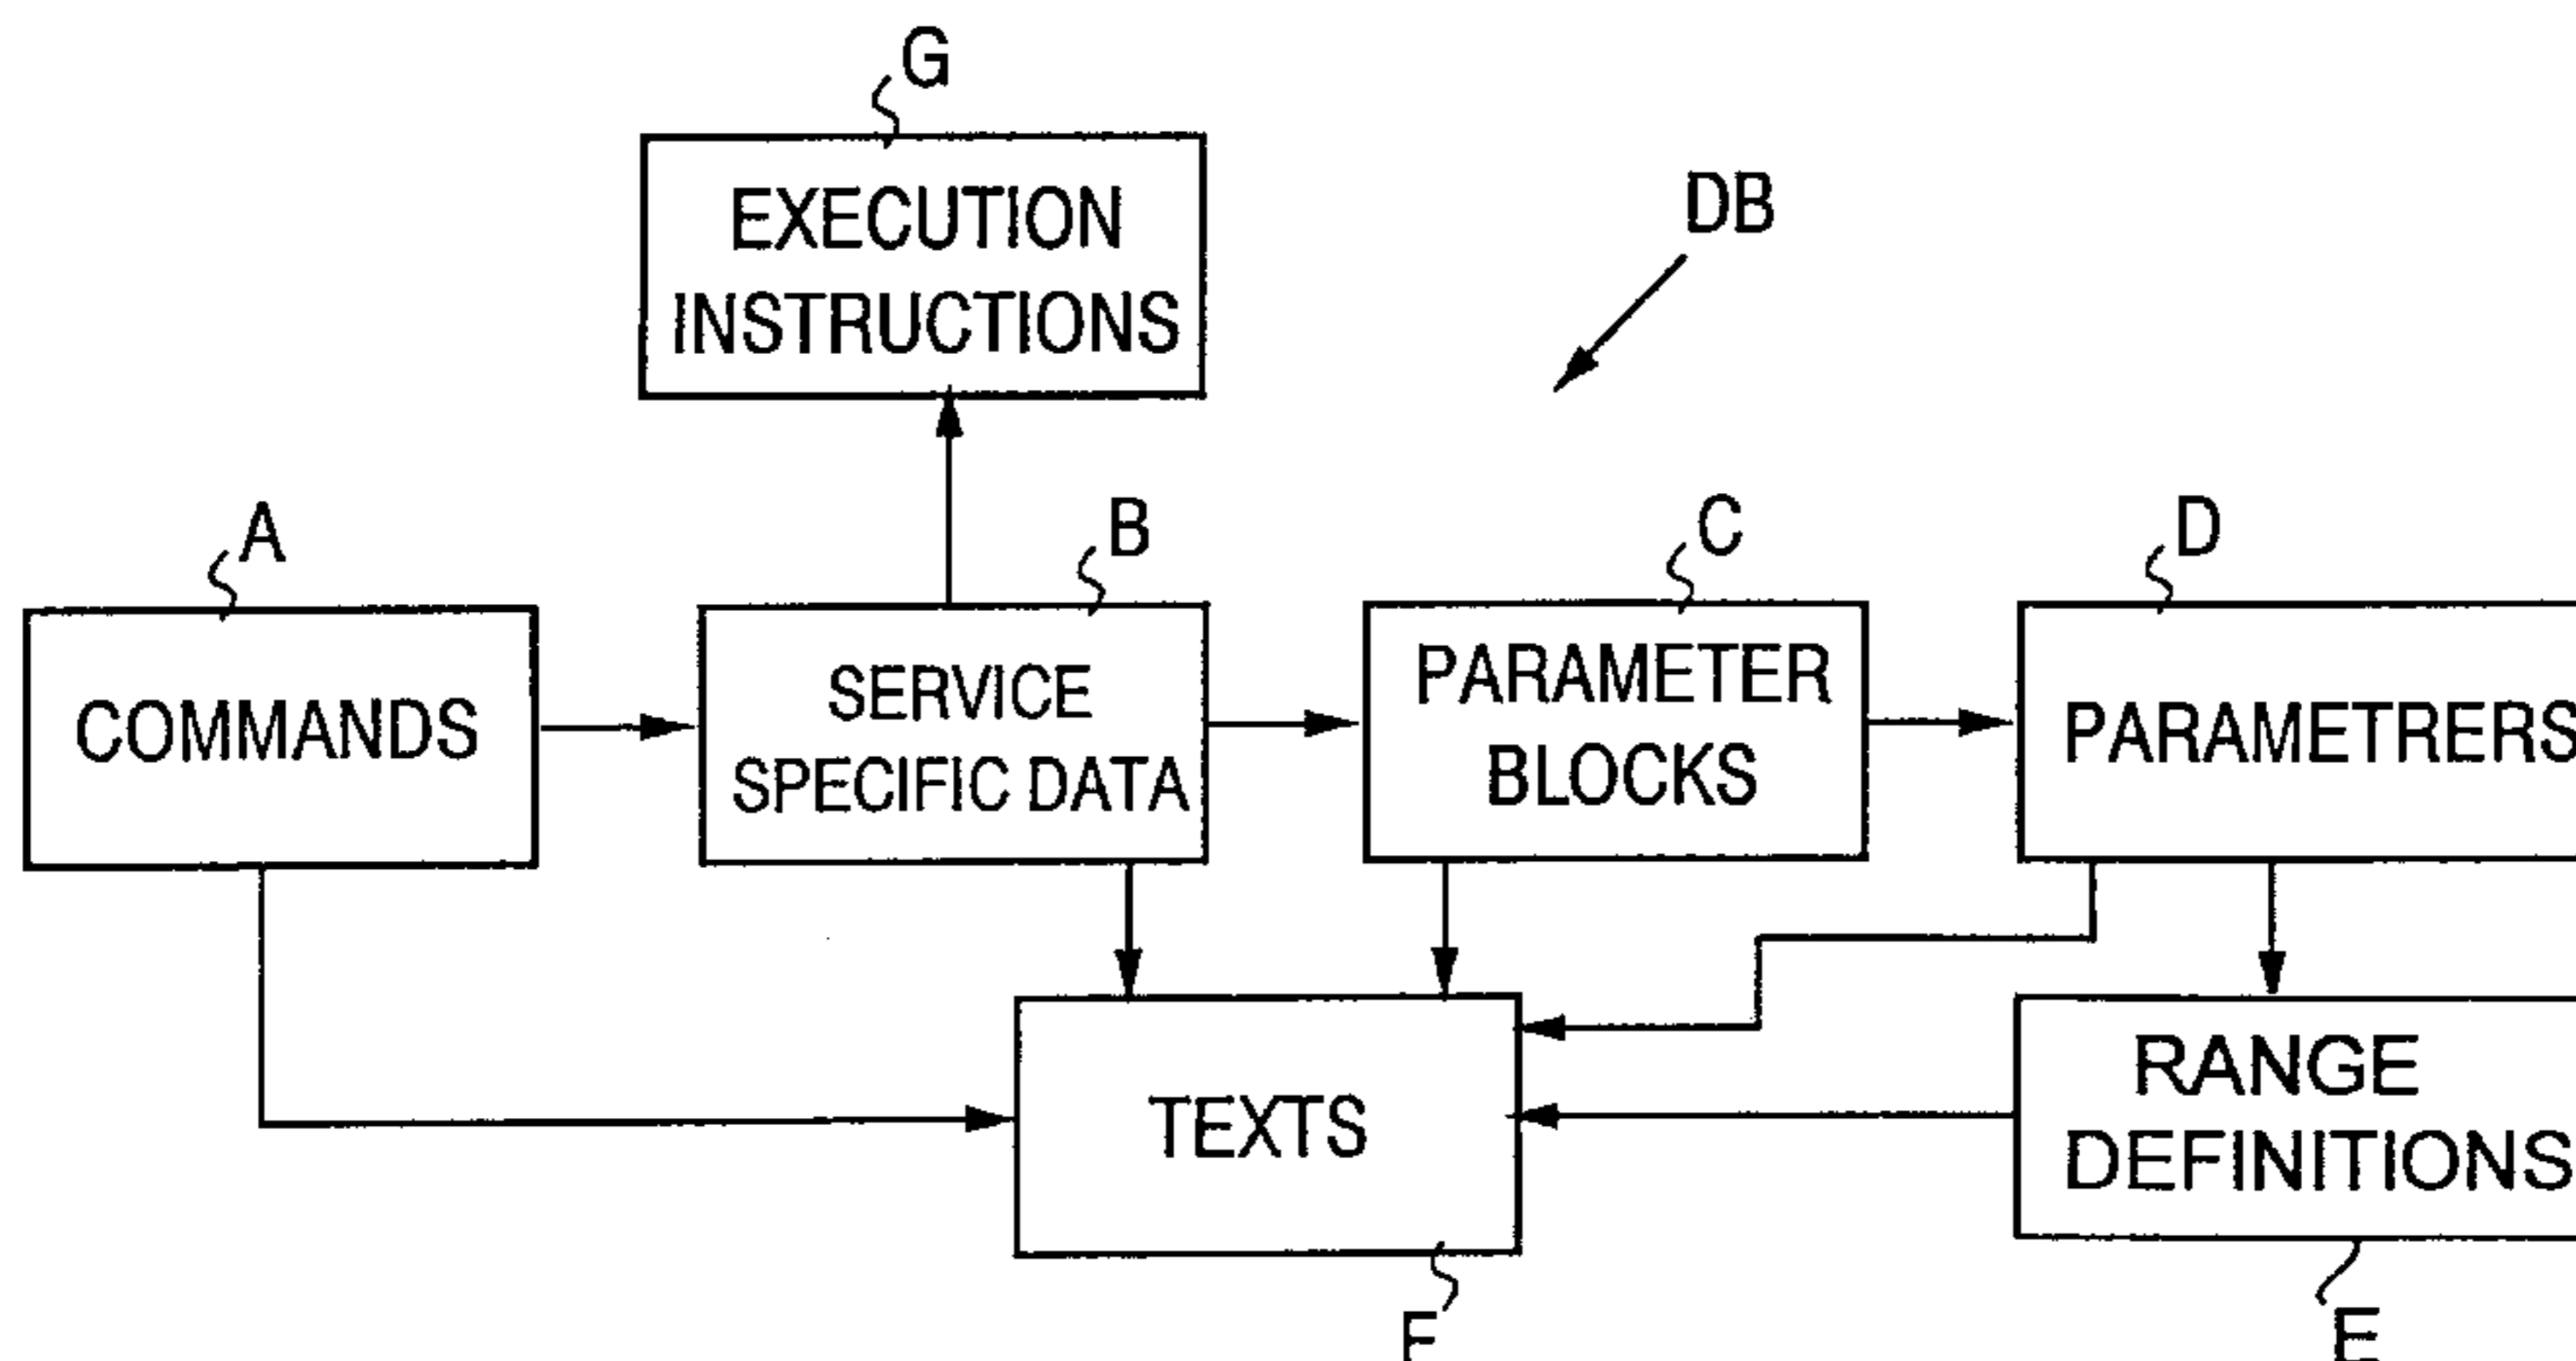 G
EXECUTION
INSTRUCTIONS
DB
A
B
C
D
COMMANDS
SERVICE
SPECIFIC DATA
PARAMETER
BLOCKS
PARAMETRERS
TEXTS
RANGE
DEFINITIONS
F
E